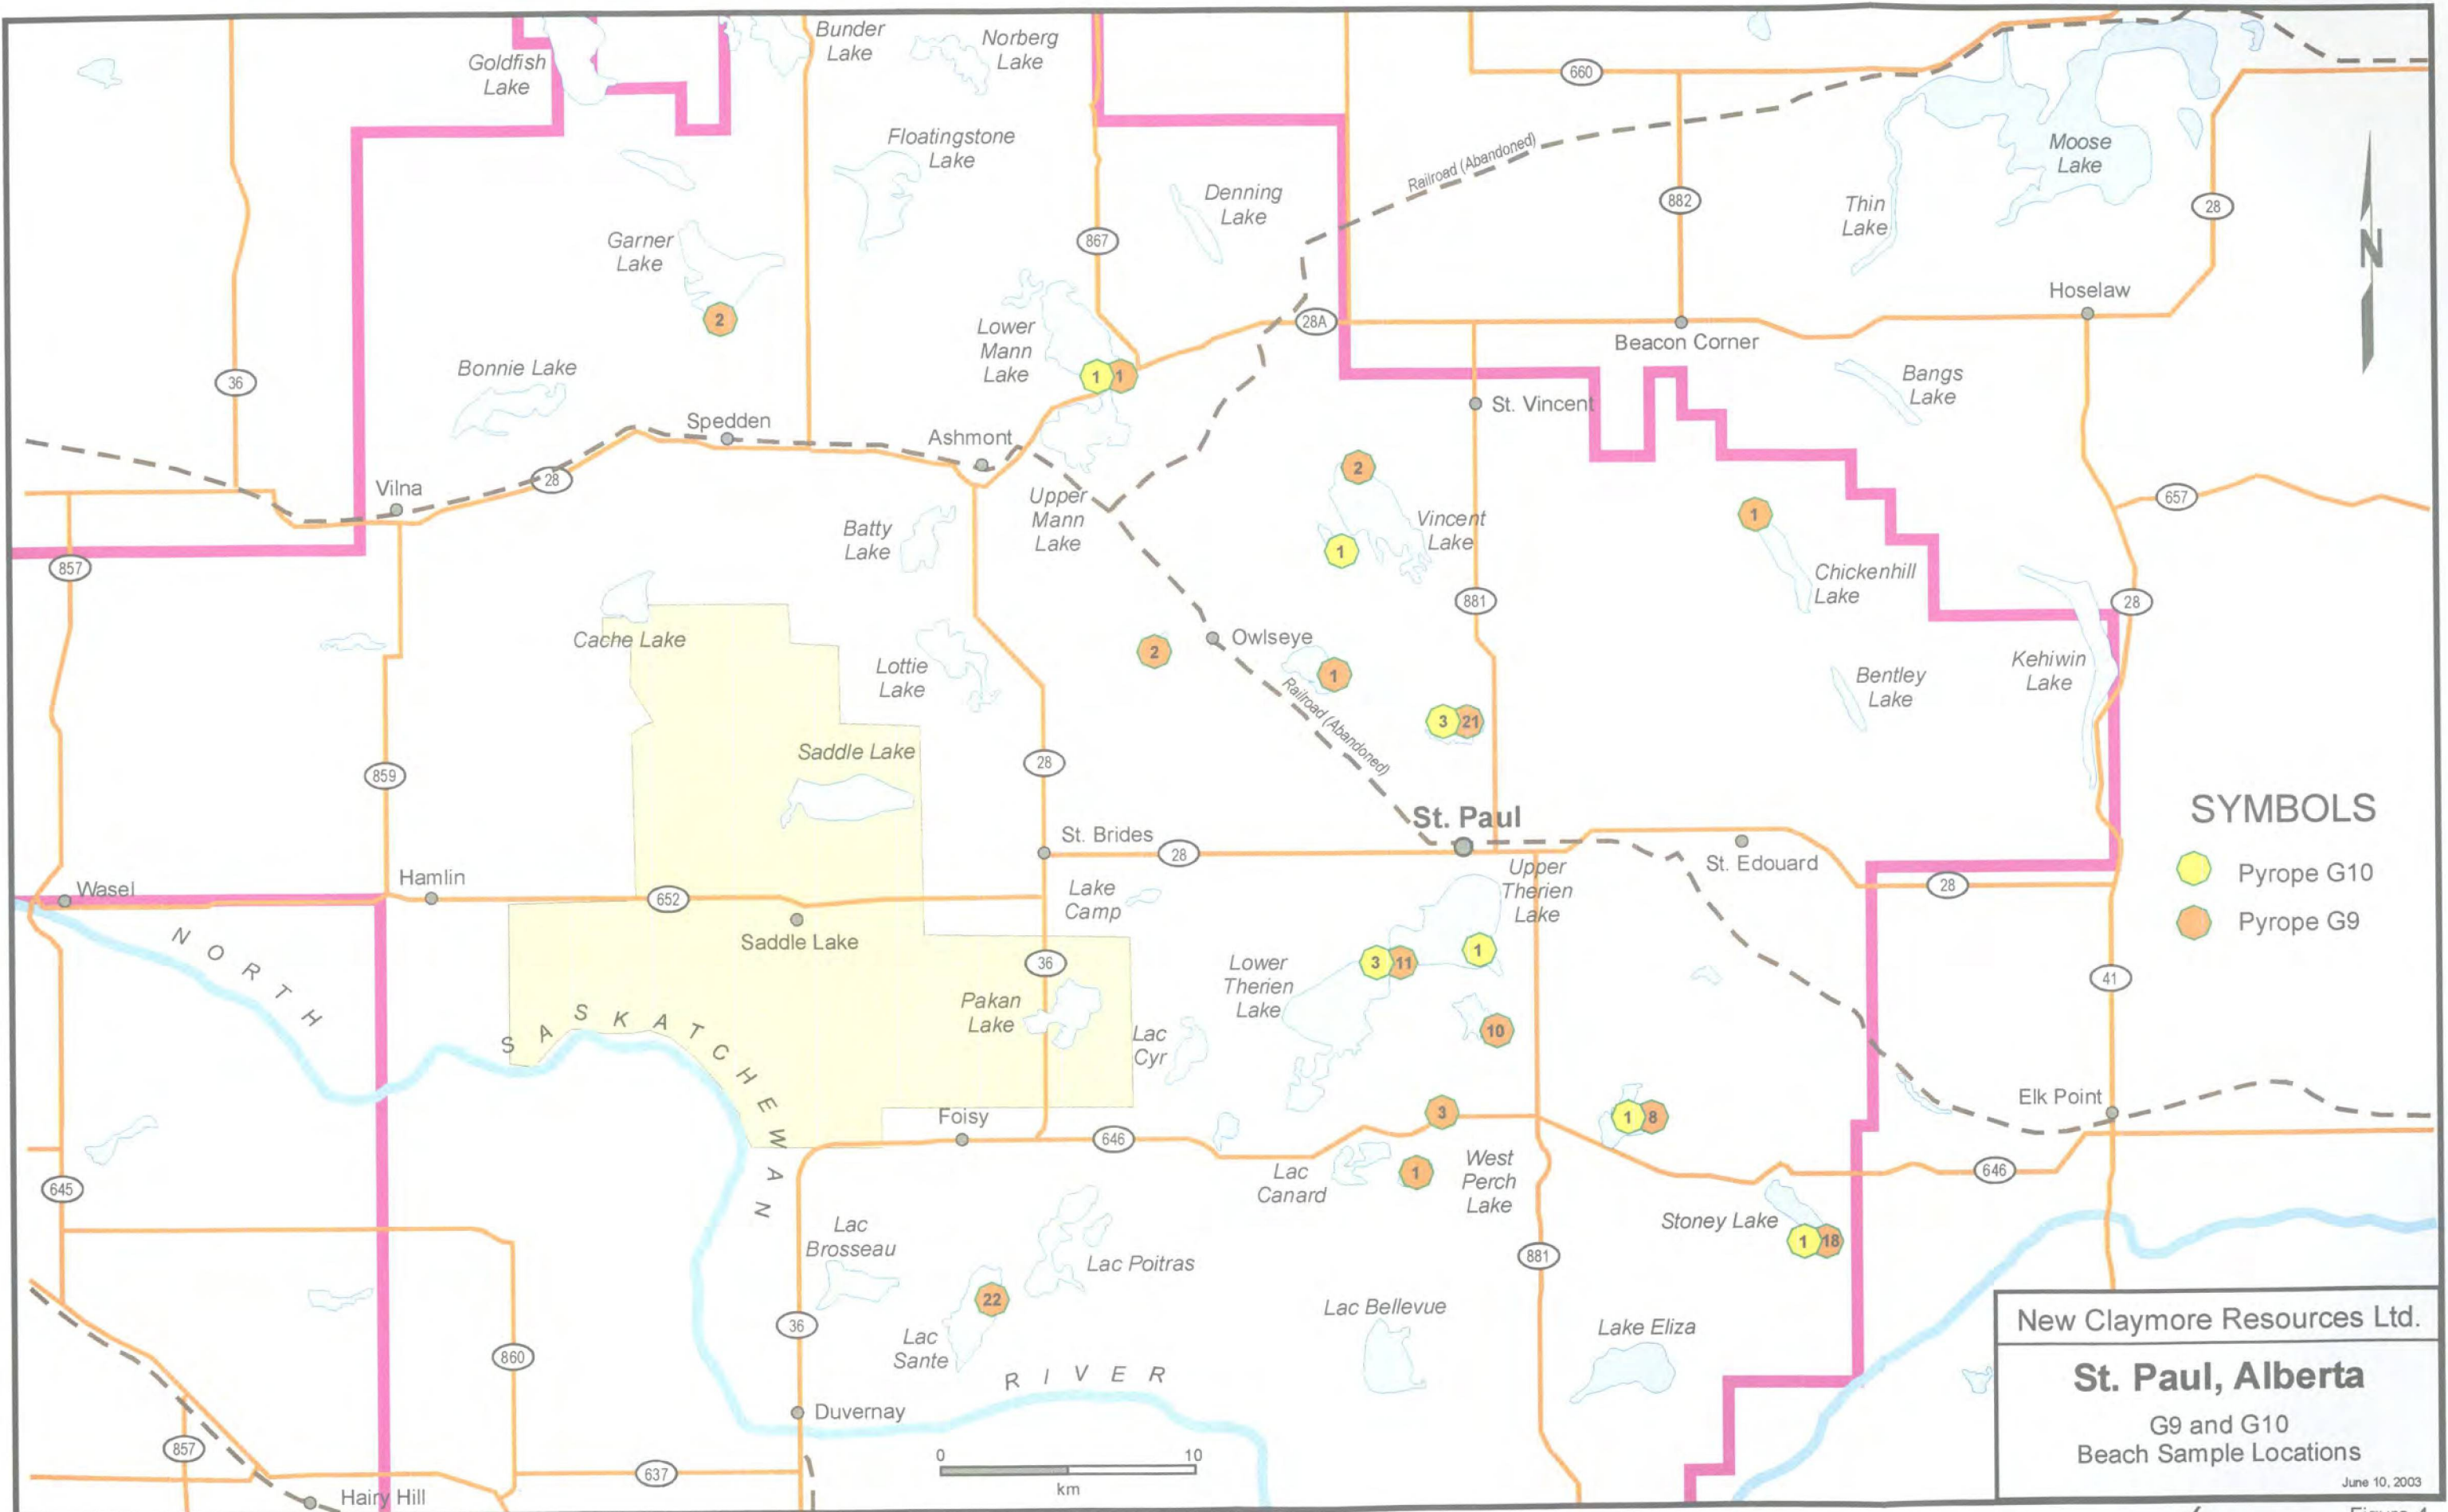 Bunder
Lake
Norberg
Lake
Goldfish
Lake
660
Floatingstone
Lake
Railroad (Abandoned)
Moose
Lake
Denning
Lake
882
Thin
Lake
28
Garner
Lake
867
N
Hoselaw
2
28A
Lower
Mann
Lake
Beacon Corner
Bonnie Lake
36
1
1
Bangs
Lake
St. Vincent
Spedden
Ashmont
2
28
Vilna
Upper
Mann
Lake
657
1
Batty
Lake
Vincent
Lake
1
857
Chickenhill
Lake
881
28
Cache Lake
Owlseye
2
Lottie
Lake
1
Kehiwin
Lake
Bentley
Lake
Railroad (Abandoned)
3
21
Saddle Lake
28
859
SYMBOLS
St. Paul
St. Brides
28
Upper
Therien
Lake
St. Edouard
Pyrope G10
Hamlin
Wasel
652
Lake
Camp
28
Pyrope G9
Saddle Lake
NORTH
36
Lower
Therien
Lake
3
11
1
41
Pakan
Lake
SASKATCHEWAN
Lac
Cyr
10
Elk Point
Foisy
3
1
8
646
Lac
Canard
1
West
Perch
Lake
646
645
Lac
Brosseau
Stoney Lake
1
18
Lac Poitras
881
22
Lac
Sante
36
Lac Bellevue
Lake Eliza
860
RIVER
Duvernay
857
0
10
km
637
Hairy Hill
New Claymore Resources Ltd.
St. Paul, Alberta
G9 and G10
Beach Sample Locations
June 10, 2003